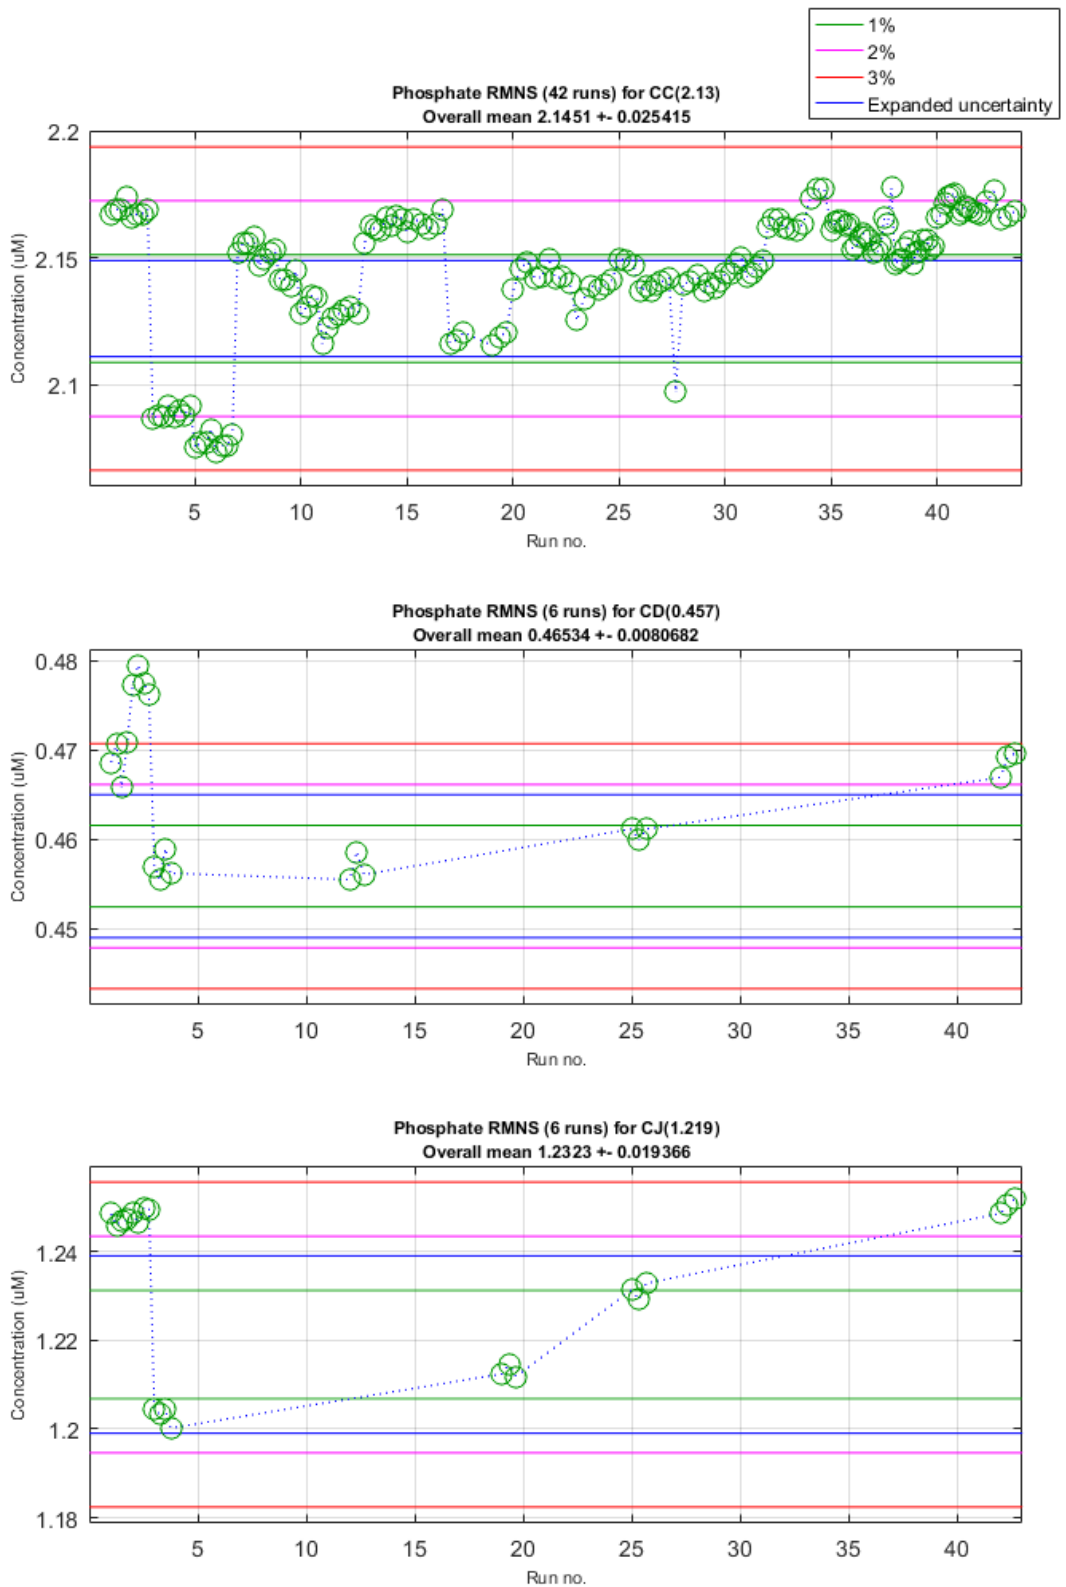 1%
2%
3%
Expanded uncertainty
Phosphate RMNS (42 runs) for CC(2.13)
Overall mean 2.1451 +- 0.025415
2.2
2.15
2.1
Concentration (uM)
5 10 15 20 25 30 35 40
Run no.
Phosphate RMNS (6 runs) for CD(0.457)
Overall mean 0.46534 +- 0.0080682
0.48
0.47
0.46
0.45
Concentration (uM)
5 10 15 20 25 30 35 40
Run no.
Phosphate RMNS (6 runs) for CJ(1.219)
Overall mean 1.2323 +- 0.019366
1.24
1.22
1.2
1.18
Concentration (uM)
5 10 15 20 25 30 35 40
Run no.